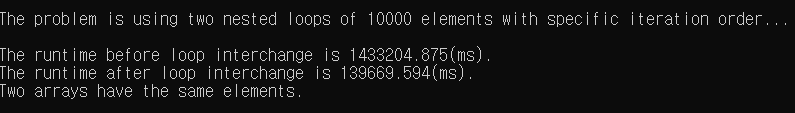 The problem is using two nested loops of 10000 elements with specific iteration order...
The runtime before loop interchange is 1433204.875(ms).
The runtime after loop interchange is 139669.594(ms).
Two arrays have the same elements.